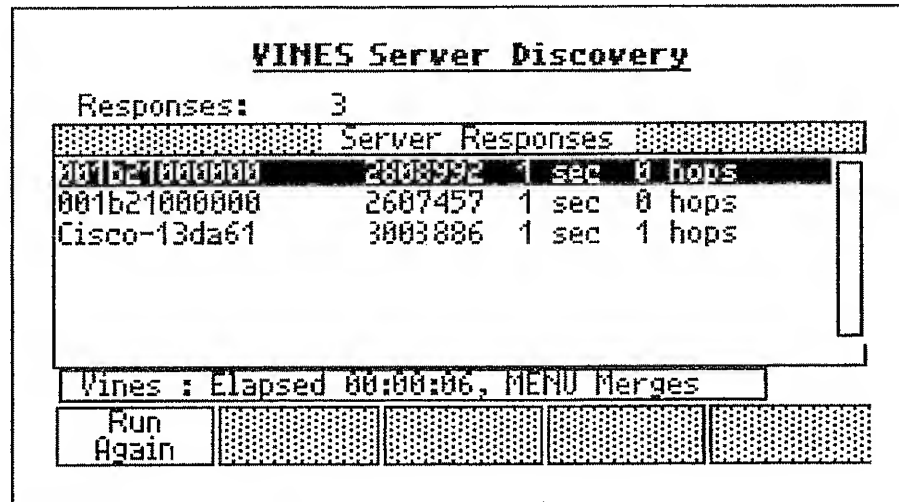 VINES Server Discovery
Responses: 3
Server Responses
001b21000000 2808992 1 sec 0 hops
001b21000000 2607457 1 sec 0 hops
Cisco-13da61 3003886 1 sec 1 hops
Vines : Elapsed 00:00:06, MENU Merges
Run
Again